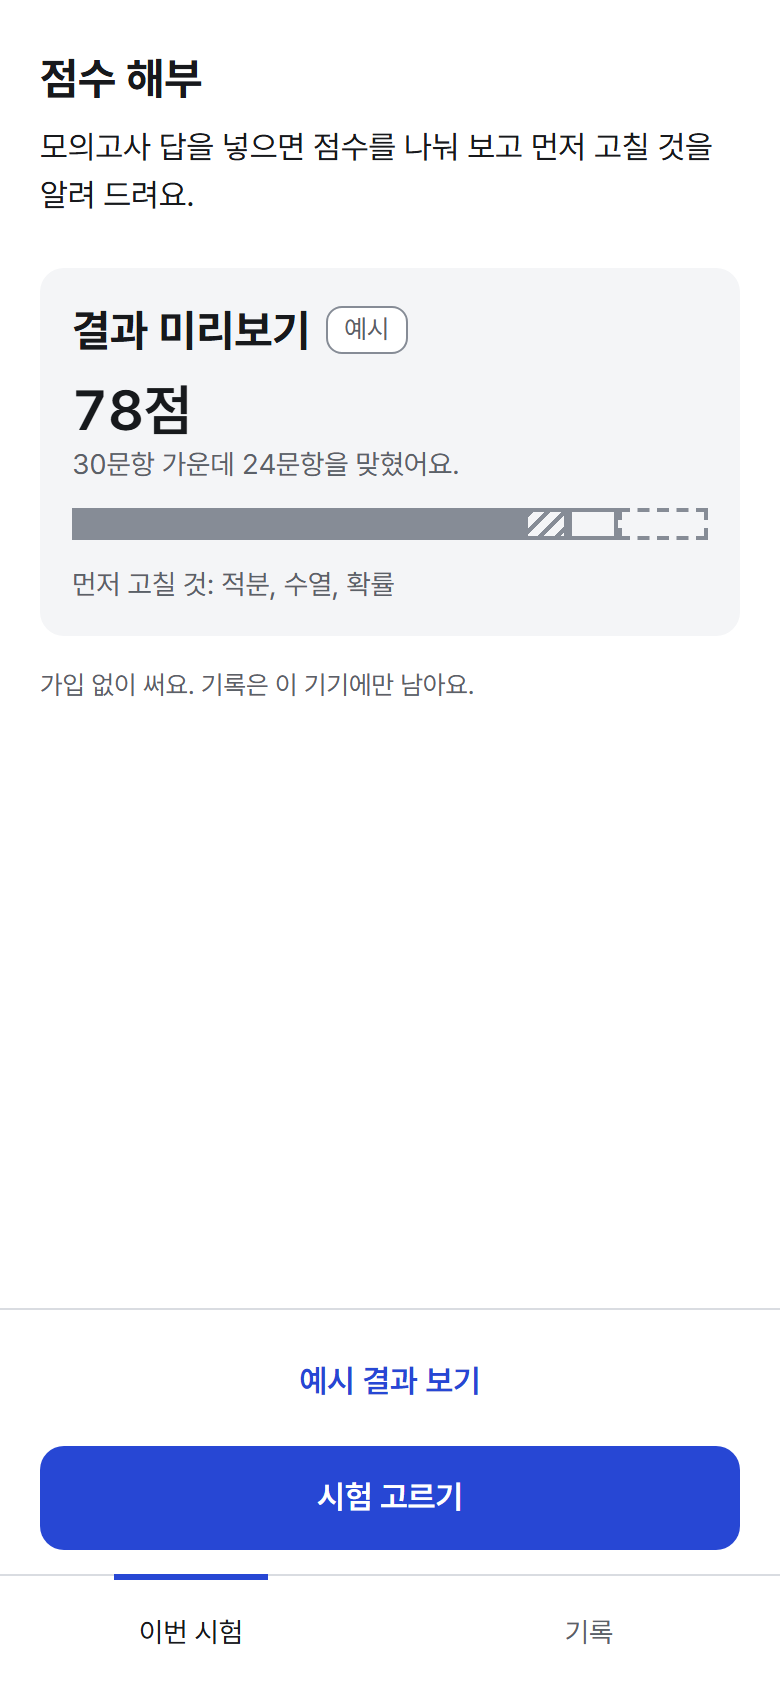 점수 해부
모의고사 답을 넣으면 점수를 나눠 보고 먼저 고칠 것을
알려 드려요.
결과 미리보기 예시
78점
30문항 가운데 24문항을 맞혔어요.
먼저 고칠 것: 적분, 수열, 확률
가입 없이 써요. 기록은 이 기기에만 남아요.
예시 결과 보기
시험 고르기
이번 시험 기록